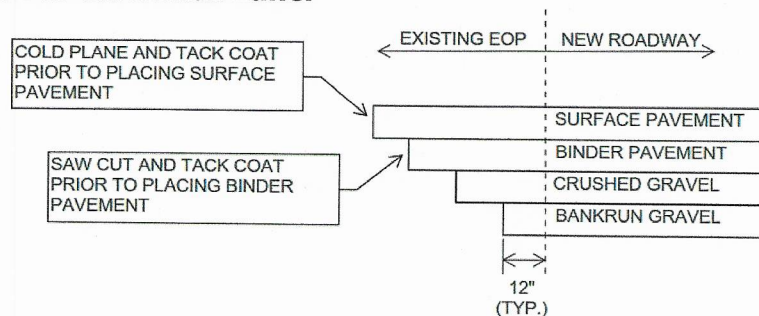 EXISTING EOP
NEW ROADWAY
COLD PLANE AND TACK COAT
PRIOR TO PLACING SURFACE
PAVEMENT
SURFACE PAVEMENT
SAW CUT AND TACK COAT
PRIOR TO PLACING BINDER
PAVEMENT
BINDER PAVEMENT
CRUSHED GRAVEL
BANKRUN GRAVEL
12"
(TYP.)